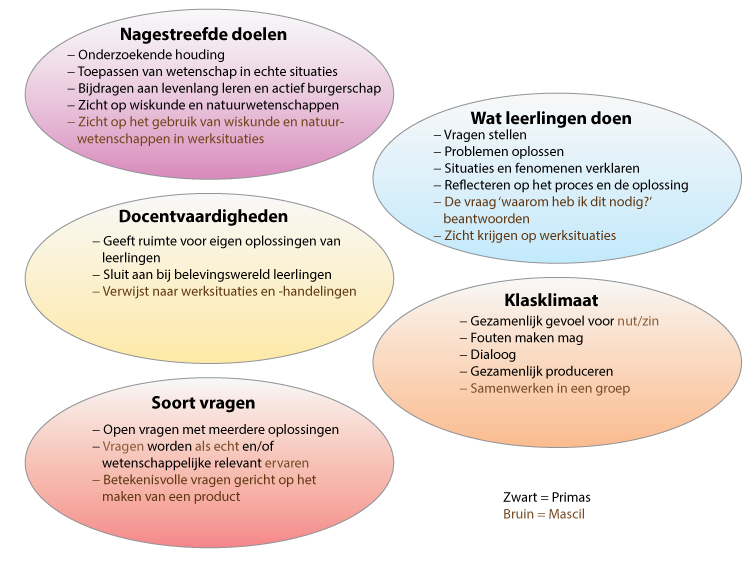 Nagestreefde doelen
– Onderzoekende houding
– Toepassen van wetenschap in echte situaties
– Bijdragen aan levenlang leren en actief burgerschap
– Zicht op wiskunde en natuurwetenschappen
– Zicht op het gebruik van wiskunde en natuur-
wetenschappen in werksituaties
Wat leerlingen doen
– Vragen stellen
– Problemen oplossen
– Situaties en fenomenen verklaren
– Reflecteren op het proces en de oplossing
– De vraag ‘waarom heb ik dit nodig?’
beantwoorden
– Zicht krijgen op werksituaties
Docentvaardigheden
– Geeft ruimte voor eigen oplossingen van
leerlingen
– Sluit aan bij belevingswereld leerlingen
– Verwijst naar werksituaties en -handelingen
Klasklimaat
– Gezamenlijk gevoel voor nut/zin
– Fouten maken mag
– Dialoog
– Gezamenlijk produceren
– Samenwerken in een groep
Soort vragen
– Open vragen met meerdere oplossingen
– Vragen worden als echt en/of
wetenschappelijke relevant ervaren
– Betekenisvolle vragen gericht op het
maken van een product
Zwart = Primas
Bruin = Mascil